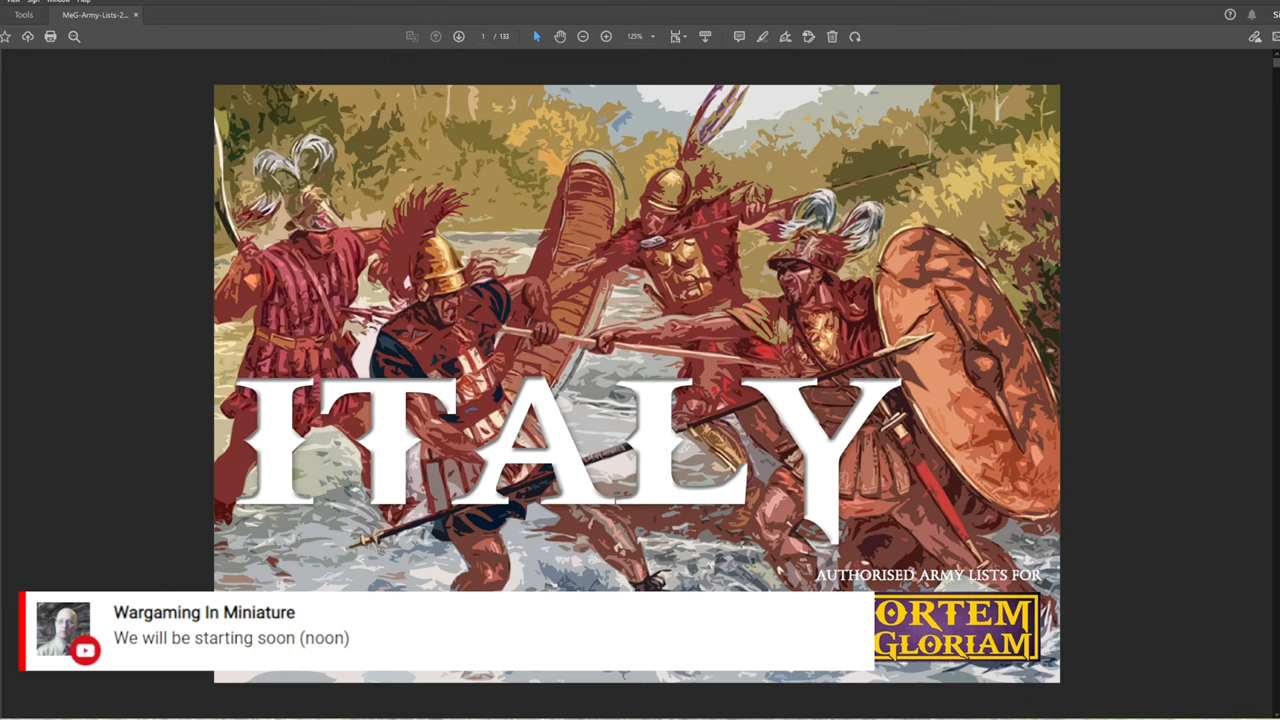 Tools
MeG-Army-Lists-2...
1 / 133
125%
ITALY
AUTHORISED ARMY LISTS FOR
ORTEM
GLORIAM
Wargaming In Miniature
We will be starting soon (noon)